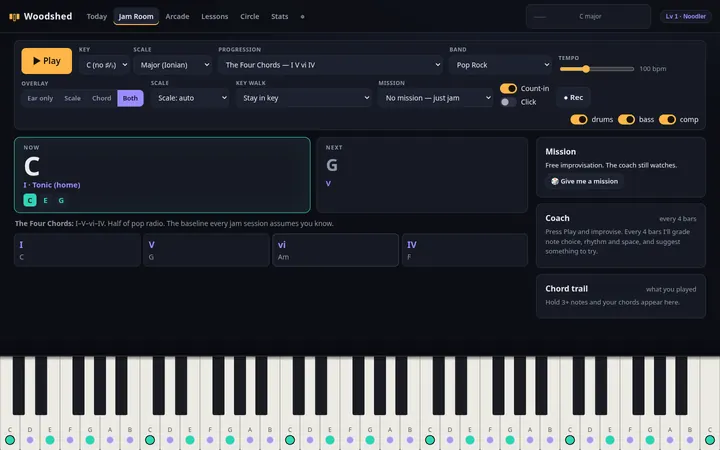 Woodshed Today Jam Room Arcade Lessons Circle Stats
C major
Lv 1 · Noodler
▶ Play
KEY
C (no #/♭)
SCALE
Major (Ionian)
PROGRESSION
The Four Chords — I V vi IV
BAND
Pop Rock
TEMPO
100 bpm
OVERLAY
Ear only Scale Chord Both
SCALE
Scale: auto
KEY WALK
Stay in key
MISSION
No mission — just jam
Count-in
Click
● Rec
drums bass comp
NOW
C
I · Tonic (home)
C E G
NEXT
G
V
The Four Chords: I–V–vi–IV. Half of pop radio. The baseline every jam session assumes you know.
I
C
V
G
vi
Am
IV
F
Mission
Free improvisation. The coach still watches.
🎲 Give me a mission
Coach every 4 bars
Press Play and improvise. Every 4 bars I'll grade
note choice, rhythm and space, and suggest
something to try.
Chord trail what you played
Hold 3+ notes and your chords appear here.
C D E F G A B C D E F G A B C D E F G A B C D E F G A B C D E F G A B C